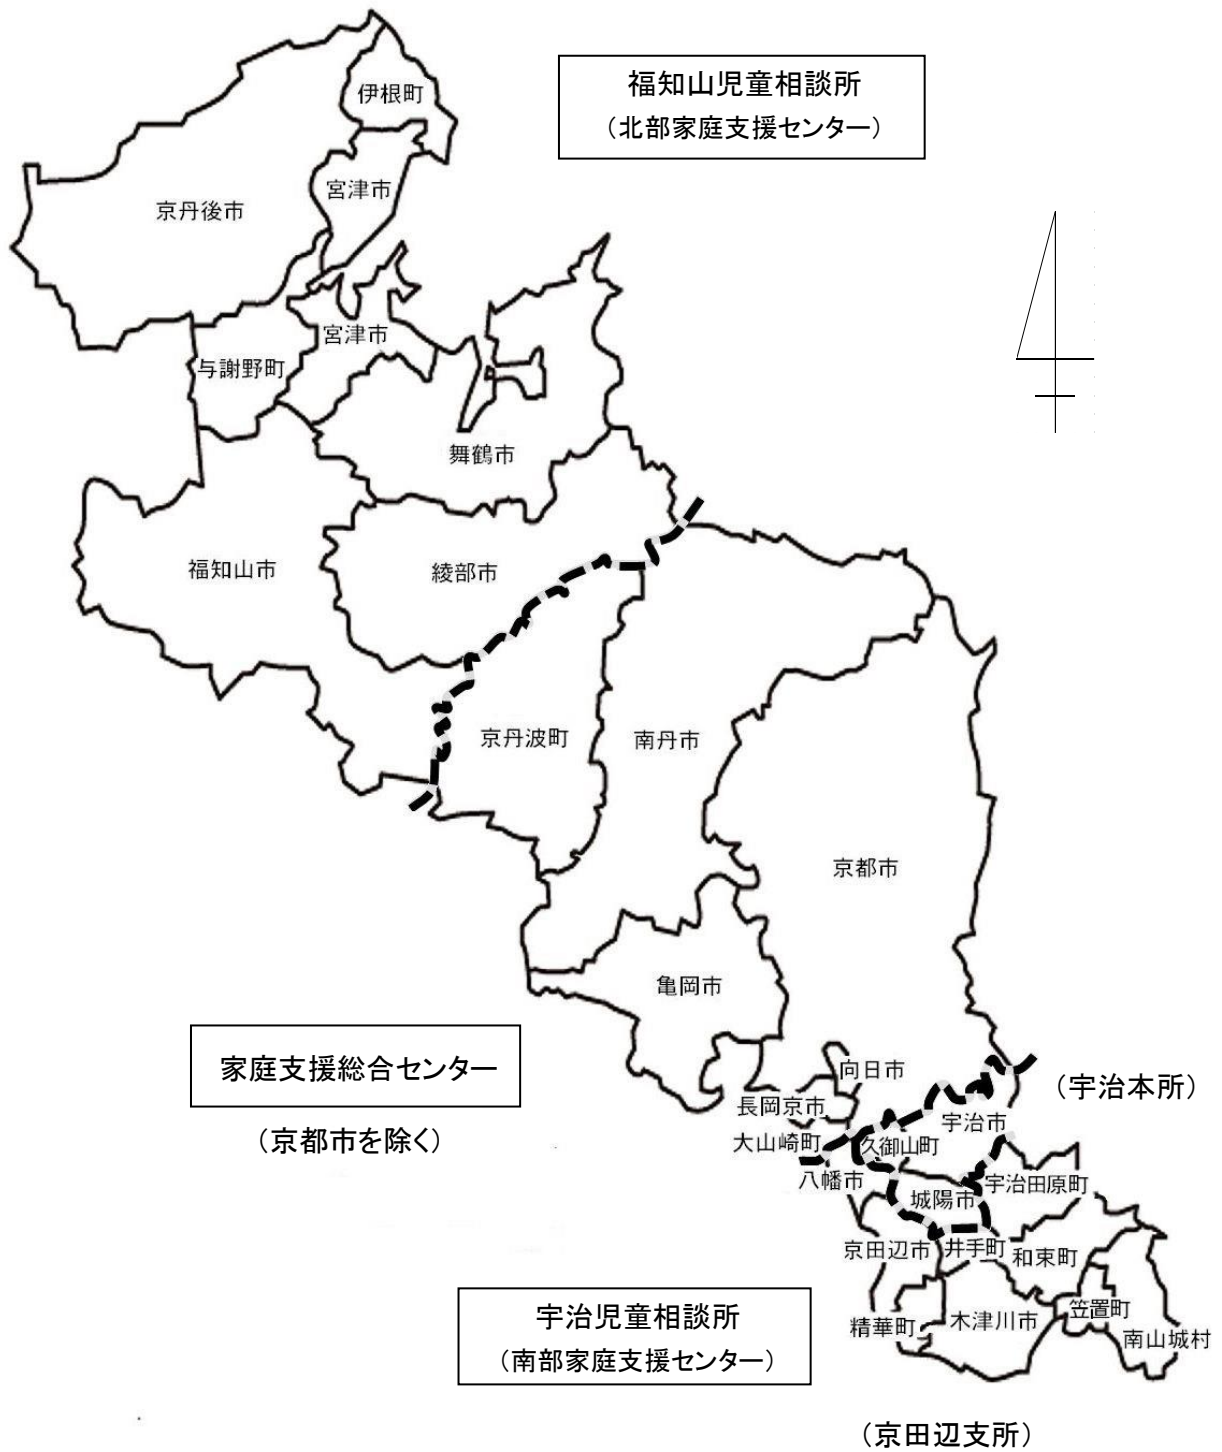 福知山児童相談所
（北部家庭支援センター）
伊根町
宮津市
京丹後市
宮津市
与謝野町
舞鶴市
福知山市
綾部市
京丹波町
南丹市
京都市
亀岡市
家庭支援総合センター
（京都市を除く）
向日市
（宇治本所）
長岡京市
宇治市
大山崎町
久御山町
八幡市
宇治田原町
城陽市
京田辺市
井手町
和束町
宇治児童相談所
（南部家庭支援センター）
精華町
木津川市
笠置町
南山城村
（京田辺支所）